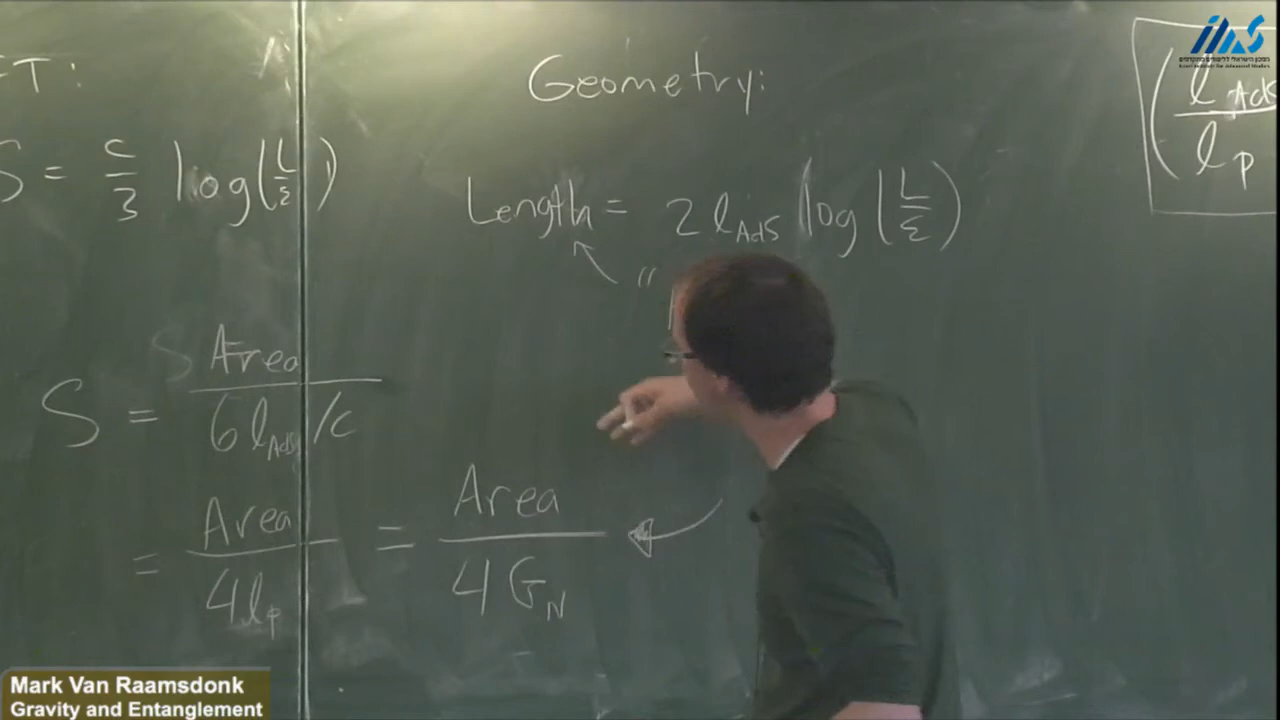 FT:
S = c/3 log(L/ε)
Geometry:
Length = 2 l_AdS log(L/ε)
"
(l_AdS / l_p
S = Area / 6 l_AdS/c
= Area / 4 l_p = Area / 4 G_N
Mark Van Raamsdonk
Gravity and Entanglement